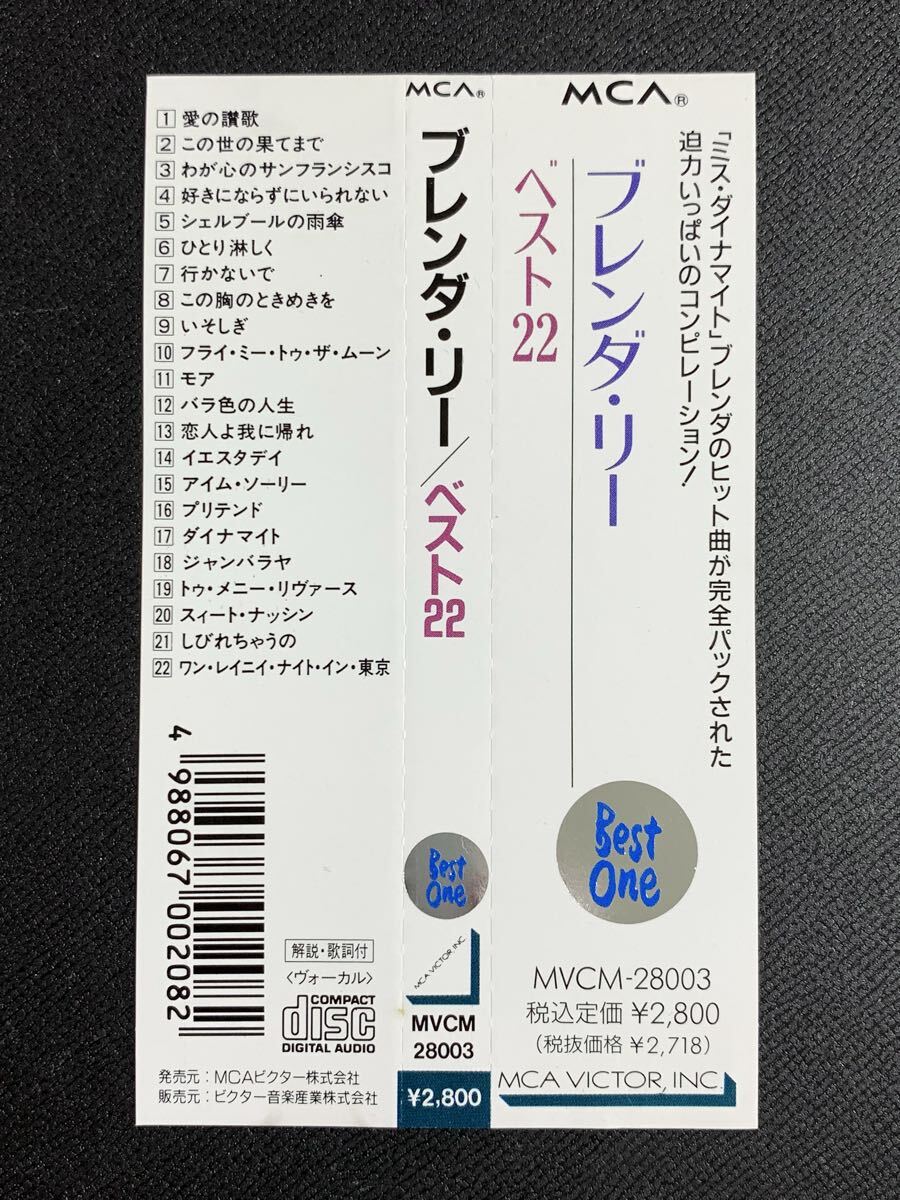 MCA®
「ミス・ダイナマイト」ブレンダのヒット曲が完全パックされた
迫力いっぱいのコンピレーション!
ブレンダ・リー
ベスト22
Best
One
MVCM-28003
税込定価 ¥2,800
(税抜価格 ¥2,718)
MCA VICTOR, INC.
MCA®
ブレンダ・リー/ベスト22
Best
One
MCA VICTOR, INC.
MVCM
28003
¥2,800
1 愛の讃歌
2 この世の果てまで
3 わが心のサンフランシスコ
4 好きにならずにいられない
5 シェルブールの雨傘
6 ひとり淋しく
7 行かないで
8 この胸のときめきを
9 いそしぎ
10 フライ・ミー・トゥ・ザ・ムーン
11 モア
12 バラ色の人生
13 恋人よ我に帰れ
14 イエスタデイ
15 アイム・ソーリー
16 プリテンド
17 ダイナマイト
18 ジャンバラヤ
19 トゥ・メニー・リヴァース
20 スィート・ナッシン
21 しびれちゃうの
22 ワン・レイニイ・ナイト・イン・東京
4 988067 002082
解説・歌詞付
〈ヴォーカル〉
COMPACT
disc
DIGITAL AUDIO
発売元:MCAビクター株式会社
販売元:ビクター音楽産業株式会社